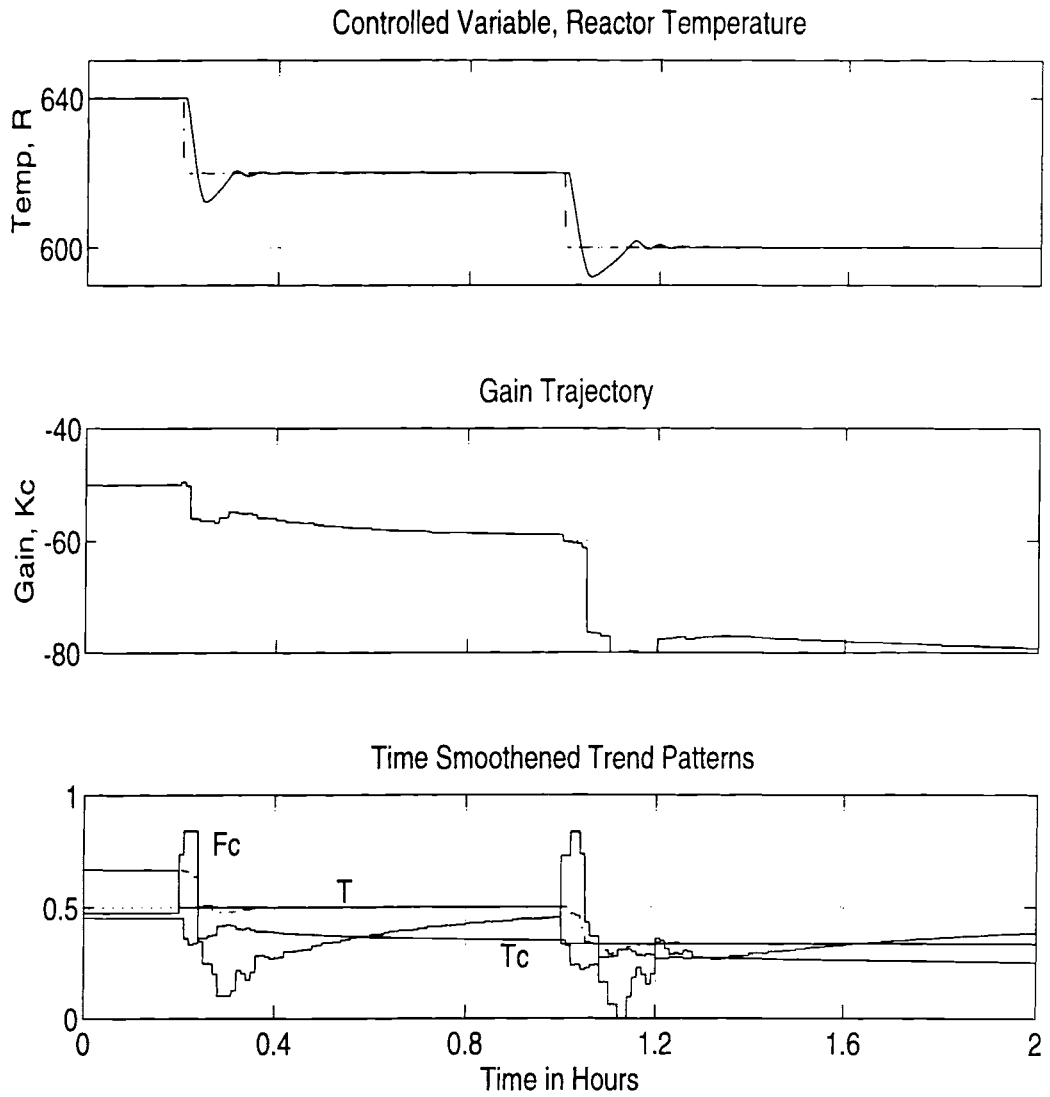 Controlled Variable, Reactor Temperature
Temp, R
640
600
Gain Trajectory
Gain, Kc
-40
-60
-80
Time Smoothened Trend Patterns
1
0.5
0
Fc
T
Tc
0 0.4 0.8 1.2 1.6 2
Time in Hours